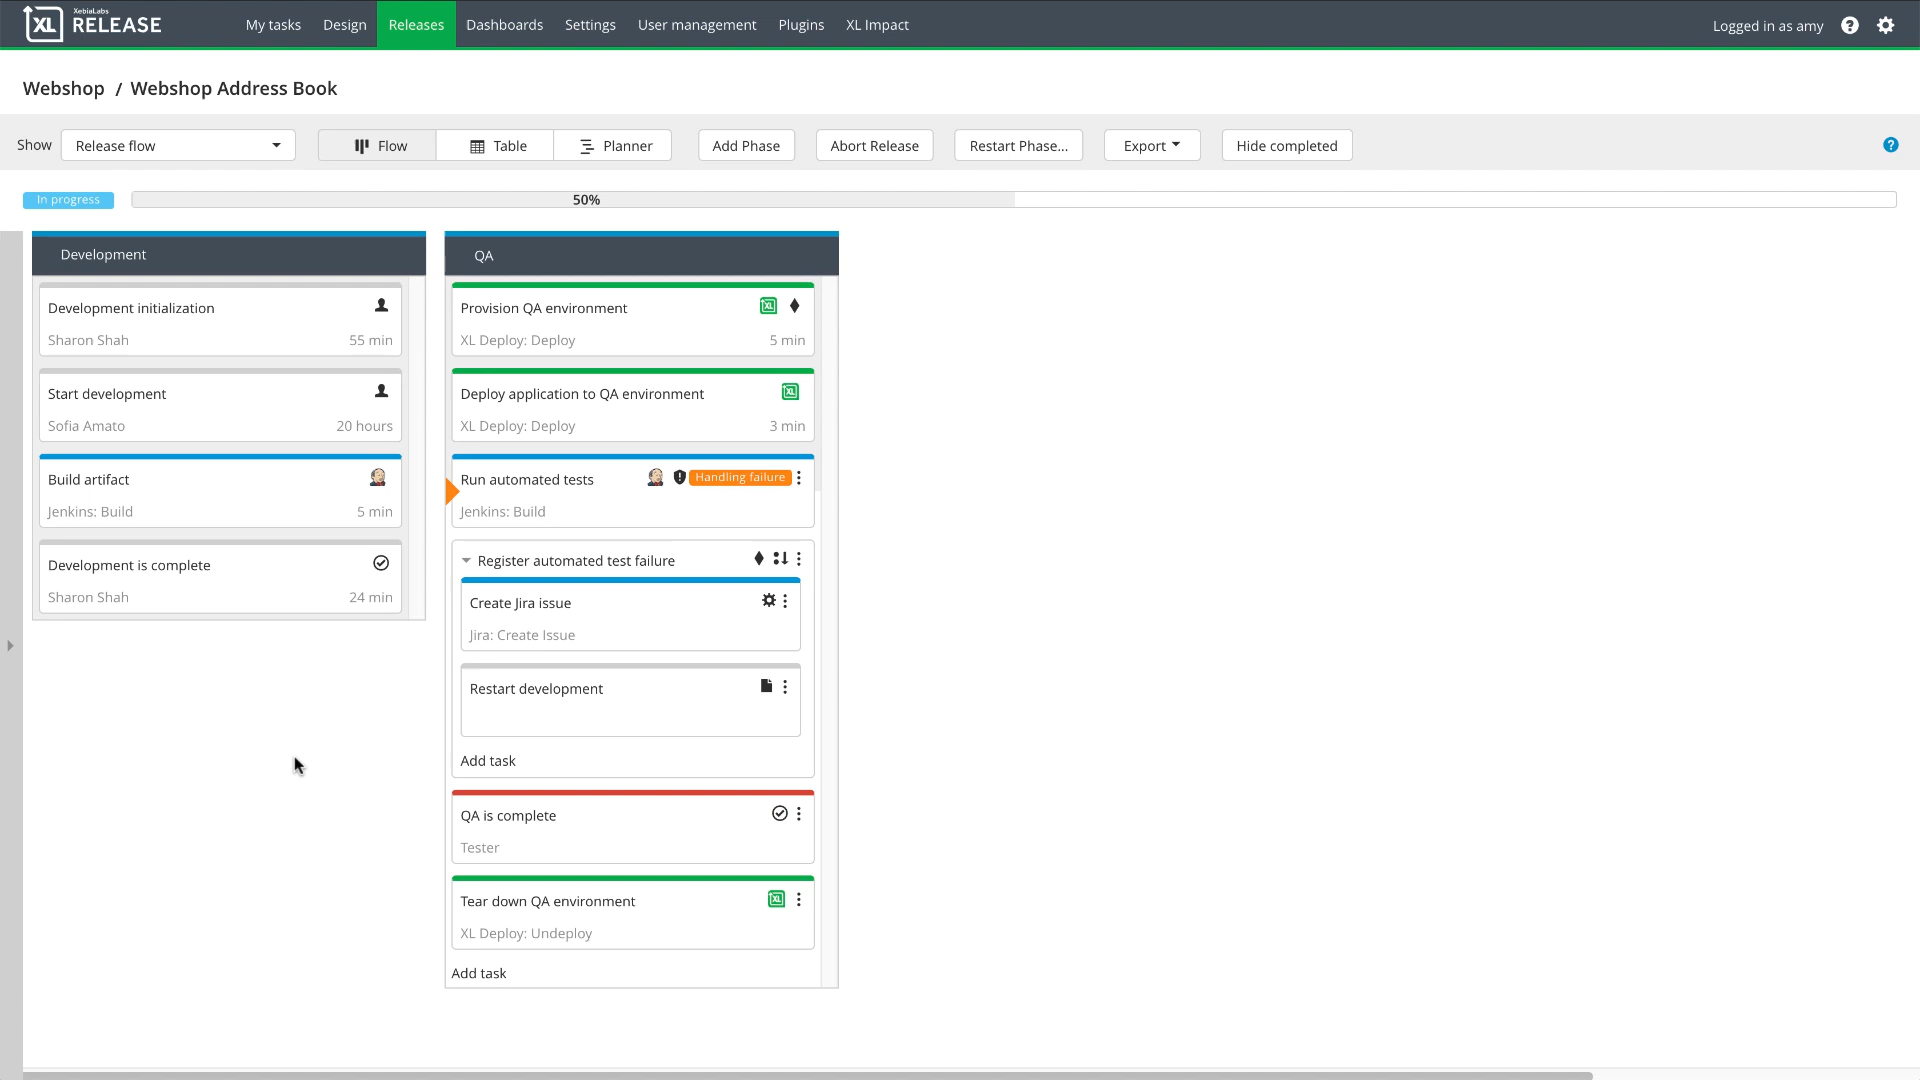 XL XebiaLabs RELEASE My tasks Design Releases Dashboards Settings User management Plugins XL Impact Logged in as amy ?
Webshop / Webshop Address Book
Show Release flow Flow Table Planner Add Phase Abort Release Restart Phase... Export Hide completed ?
In progress 50%
Development
Development initialization
Sharon Shah 55 min
Start development
Sofia Amato 20 hours
Build artifact
Jenkins: Build 5 min
Development is complete
Sharon Shah 24 min
QA
Provision QA environment XL
XL Deploy: Deploy 5 min
Deploy application to QA environment XL
XL Deploy: Deploy 3 min
Run automated tests Handling failure
Jenkins: Build
Register automated test failure
Create Jira issue
Jira: Create Issue
Restart development
Add task
QA is complete
Tester
Tear down QA environment XL
XL Deploy: Undeploy
Add task